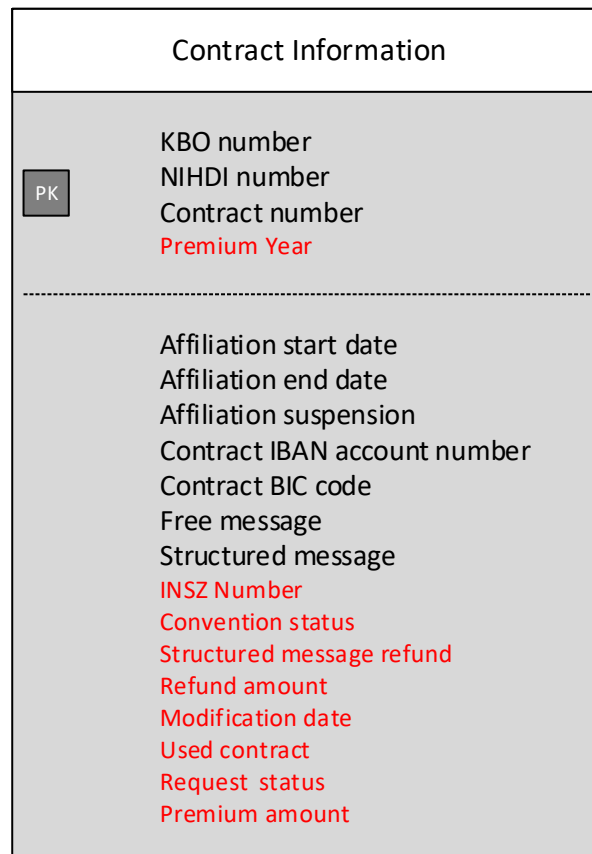 Contract Information
KBO number
NIHDI number
PK
Contract number
Premium Year
Affiliation start date
Affiliation end date
Affiliation suspension
Contract IBAN account number
Contract BIC code
Free message
Structured message
INSZ Number
Convention status
Structured message refund
Refund amount
Modification date
Used contract
Request status
Premium amount